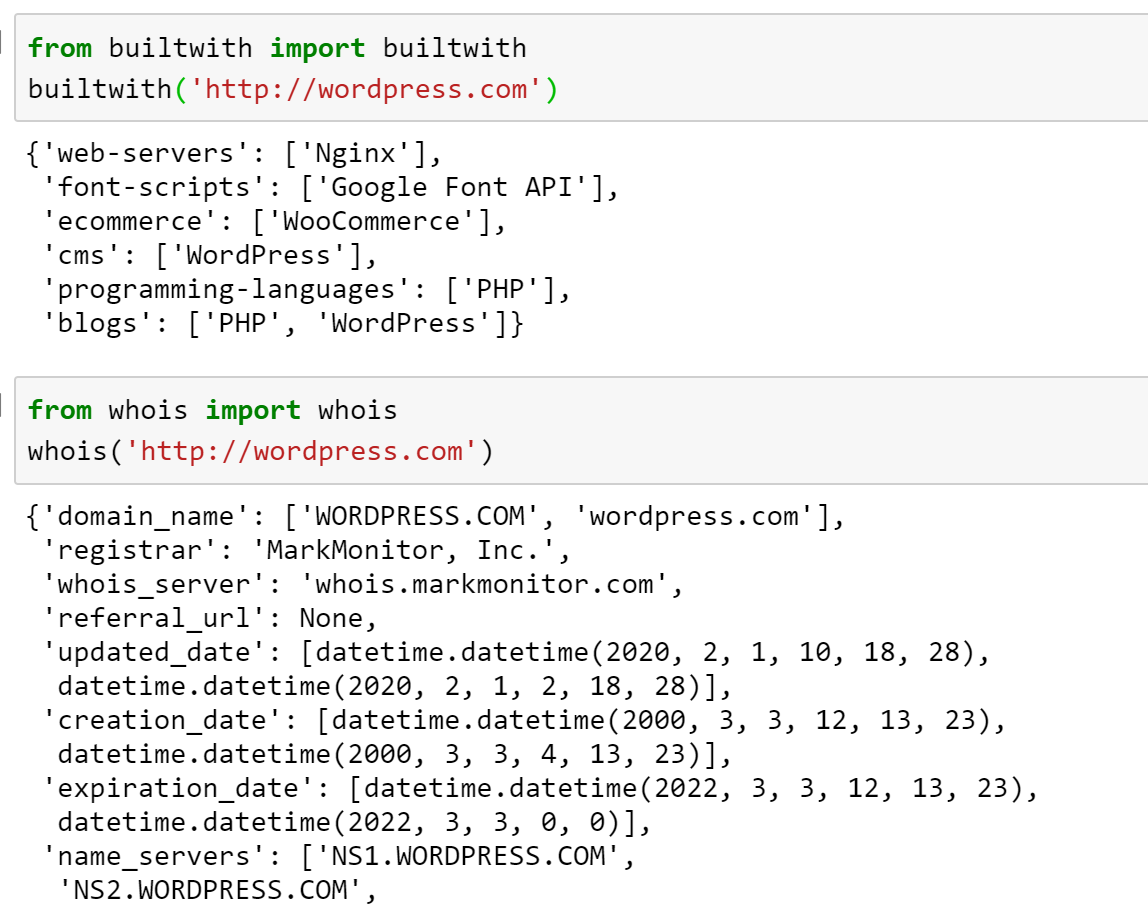 from builtwith import builtwith
builtwith('http://wordpress.com')
{'web-servers': ['Nginx'],
'font-scripts': ['Google Font API'],
'ecommerce': ['WooCommerce'],
'cms': ['WordPress'],
'programming-languages': ['PHP'],
'blogs': ['PHP', 'WordPress']}
from whois import whois
whois('http://wordpress.com')
{'domain_name': ['WORDPRESS.COM', 'wordpress.com'],
'registrar': 'MarkMonitor, Inc.',
'whois_server': 'whois.markmonitor.com',
'referral_url': None,
'updated_date': [datetime.datetime(2020, 2, 1, 10, 18, 28),
datetime.datetime(2020, 2, 1, 2, 18, 28)],
'creation_date': [datetime.datetime(2000, 3, 3, 12, 13, 23),
datetime.datetime(2000, 3, 3, 4, 13, 23)],
'expiration_date': [datetime.datetime(2022, 3, 3, 12, 13, 23),
datetime.datetime(2022, 3, 3, 0, 0)],
'name_servers': ['NS1.WORDPRESS.COM',
'NS2.WORDPRESS.COM',